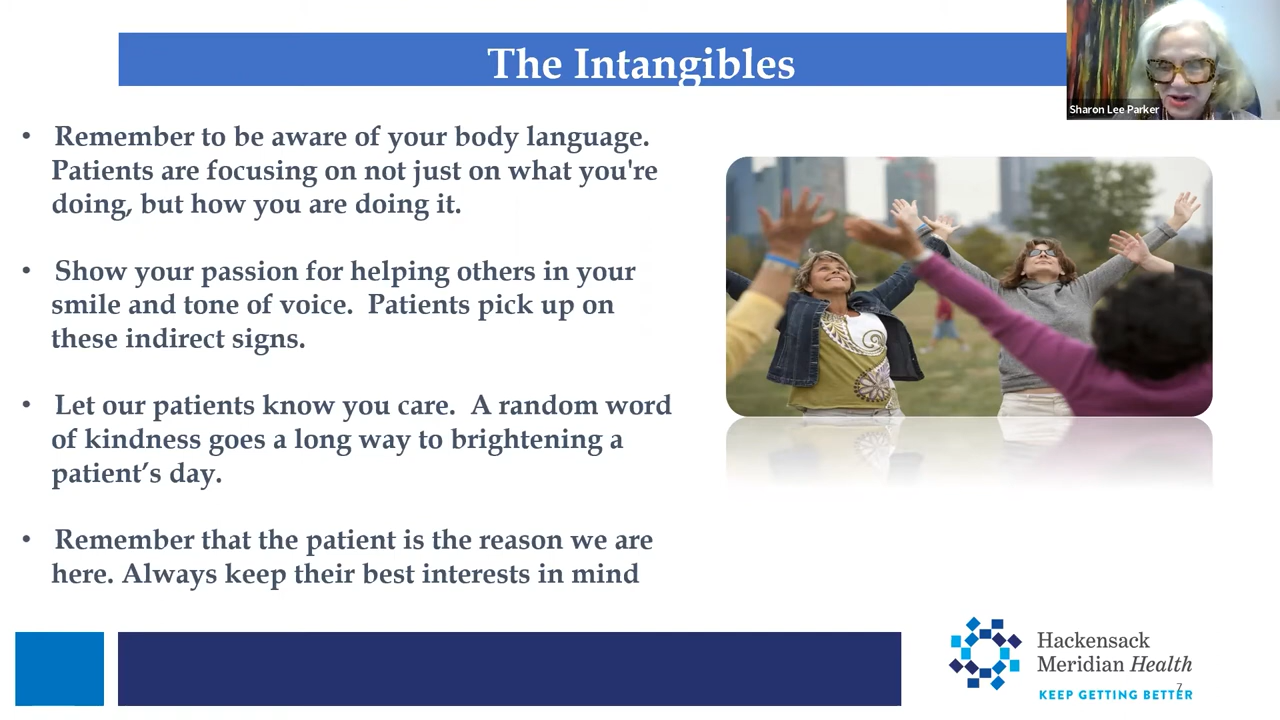 The Intangibles
Sharon Lee Parker
• Remember to be aware of your body language.
Patients are focusing on not just on what you're
doing, but how you are doing it.
• Show your passion for helping others in your
smile and tone of voice.  Patients pick up on
these indirect signs.
• Let our patients know you care.  A random word
of kindness goes a long way to brightening a
patient’s day.
• Remember that the patient is the reason we are
here. Always keep their best interests in mind
Hackensack
Meridian Health
KEEP GETTING BETTER
7